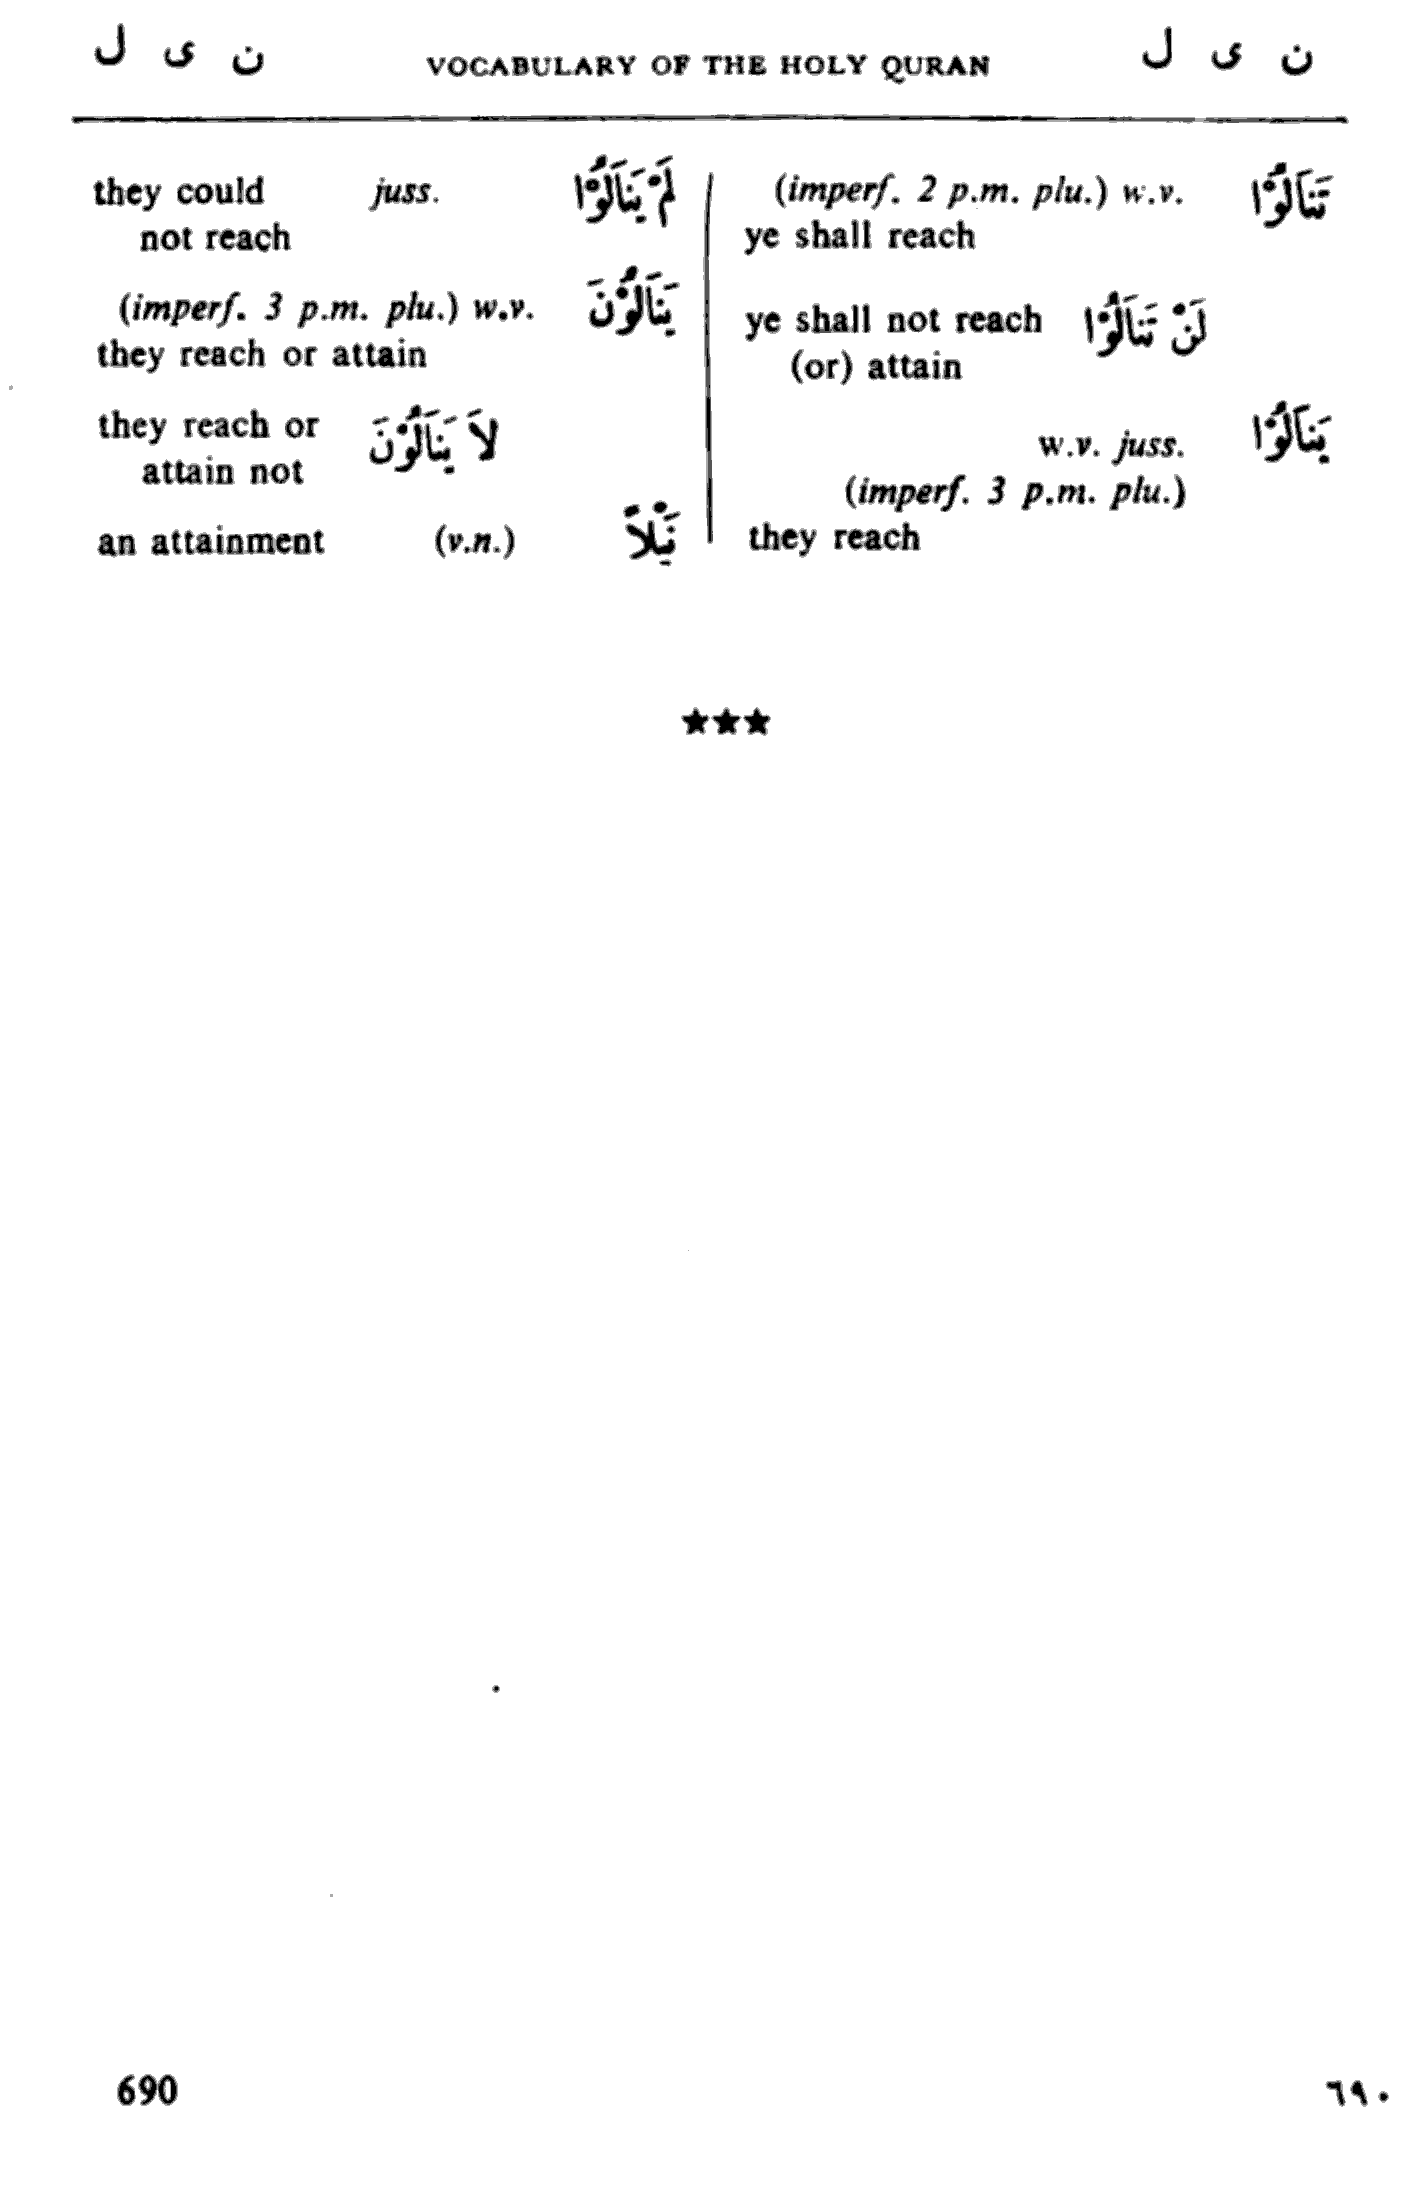 ن ى ل VOCABULARY OF THE HOLY QURAN ن ى ل
(imperf. 2 p.m. plu.) w.v. تَنَالُوْا
ye shall reach
ye shall not reach لَنْ تَنَالُوْا
(or) attain
w.v. juss. يَنَالُوْا
(imperf. 3 p.m. plu.)
they reach
they could juss. لَمْ يَنَالُوْا
not reach
(imperf. 3 p.m. plu.) w.v. يَنَالُوْنَ
they reach or attain
they reach or لاَ يَنَالُوْنَ
attain not
an attainment (v.n.) نَيْلاً
★★★
690 ٦٩٠